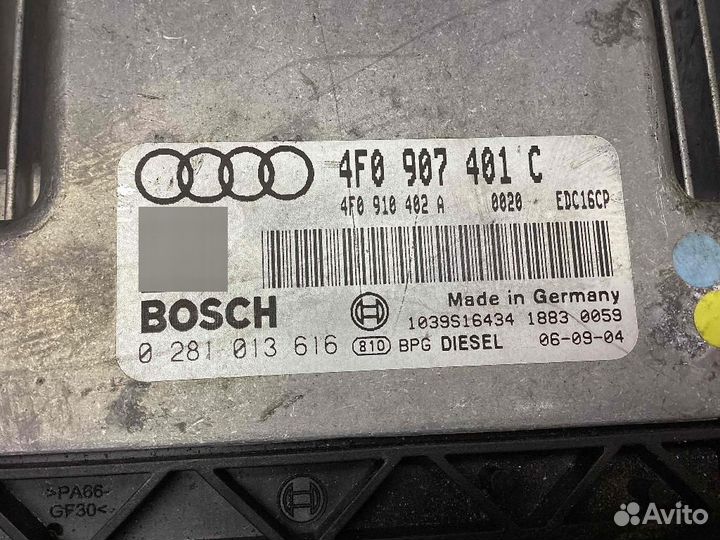 4F0 907 401 C
4F0 910 402 A 0020 EDC16CP
BOSCH
Made in Germany
1039S16434 1883 0059
0 281 013 616 810 BPG DIESEL 06-09-04
>PA66-
GF30<
Avito